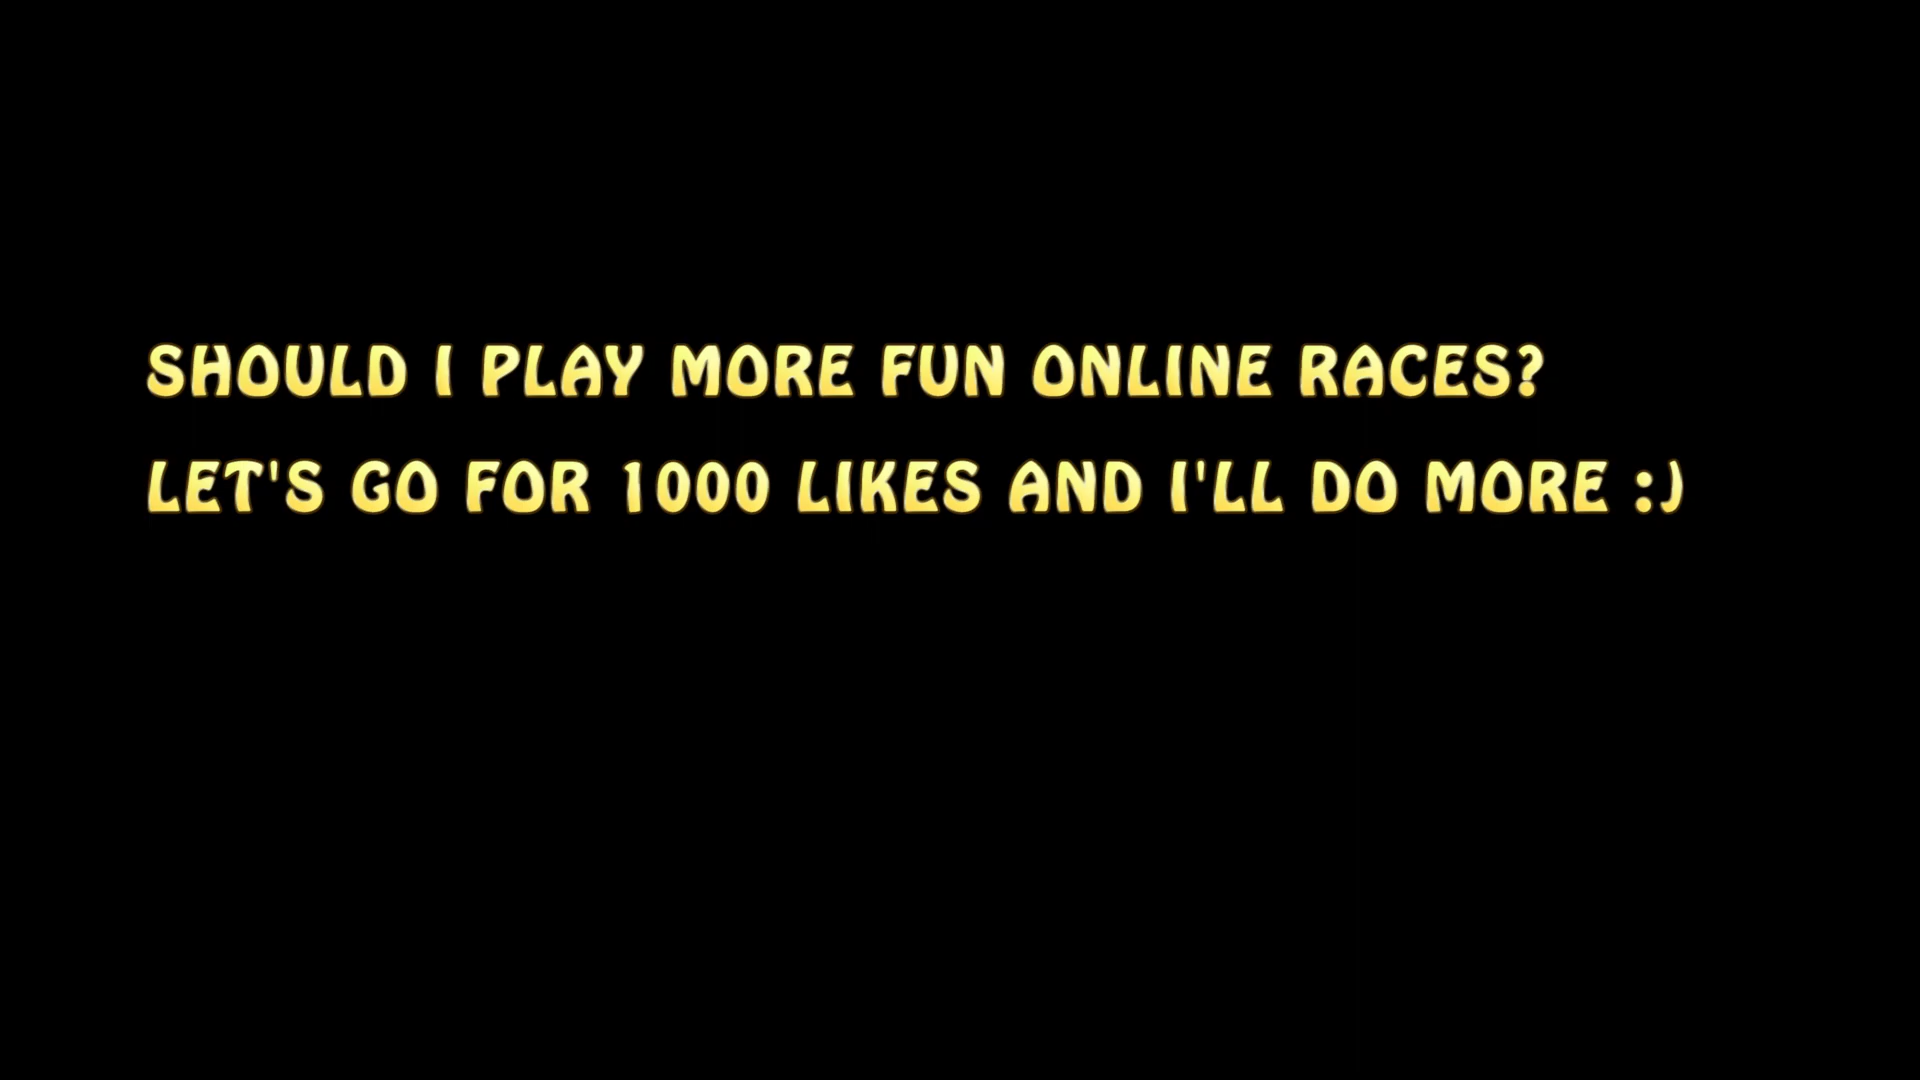 SHOULD I PLAY MORE FUN ONLINE RACES?
LET'S GO FOR 1000 LIKES AND I'LL DO MORE :)